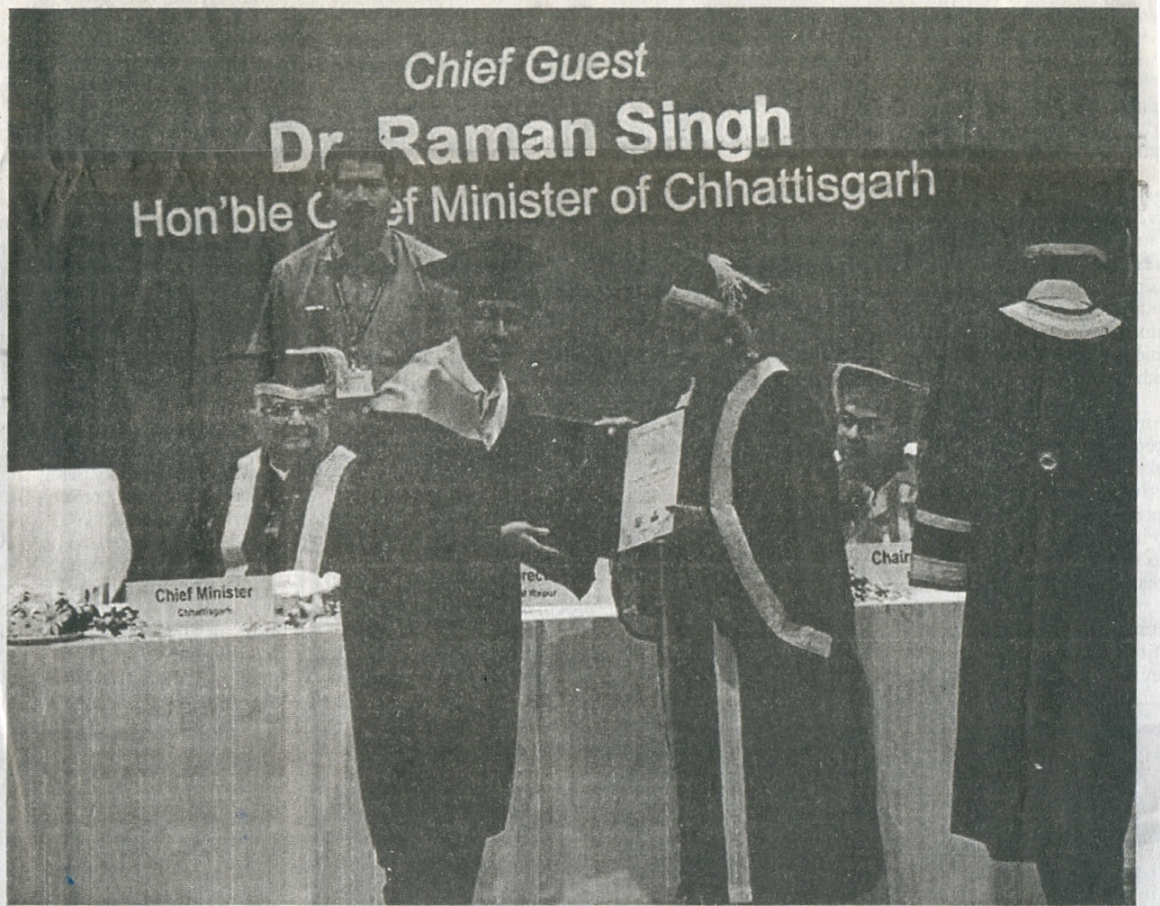 Chief Guest
Dr. Raman Singh
Hon'ble Chief Minister of Chhattisgarh
Chief Minister
Chhattisgarh
Chair